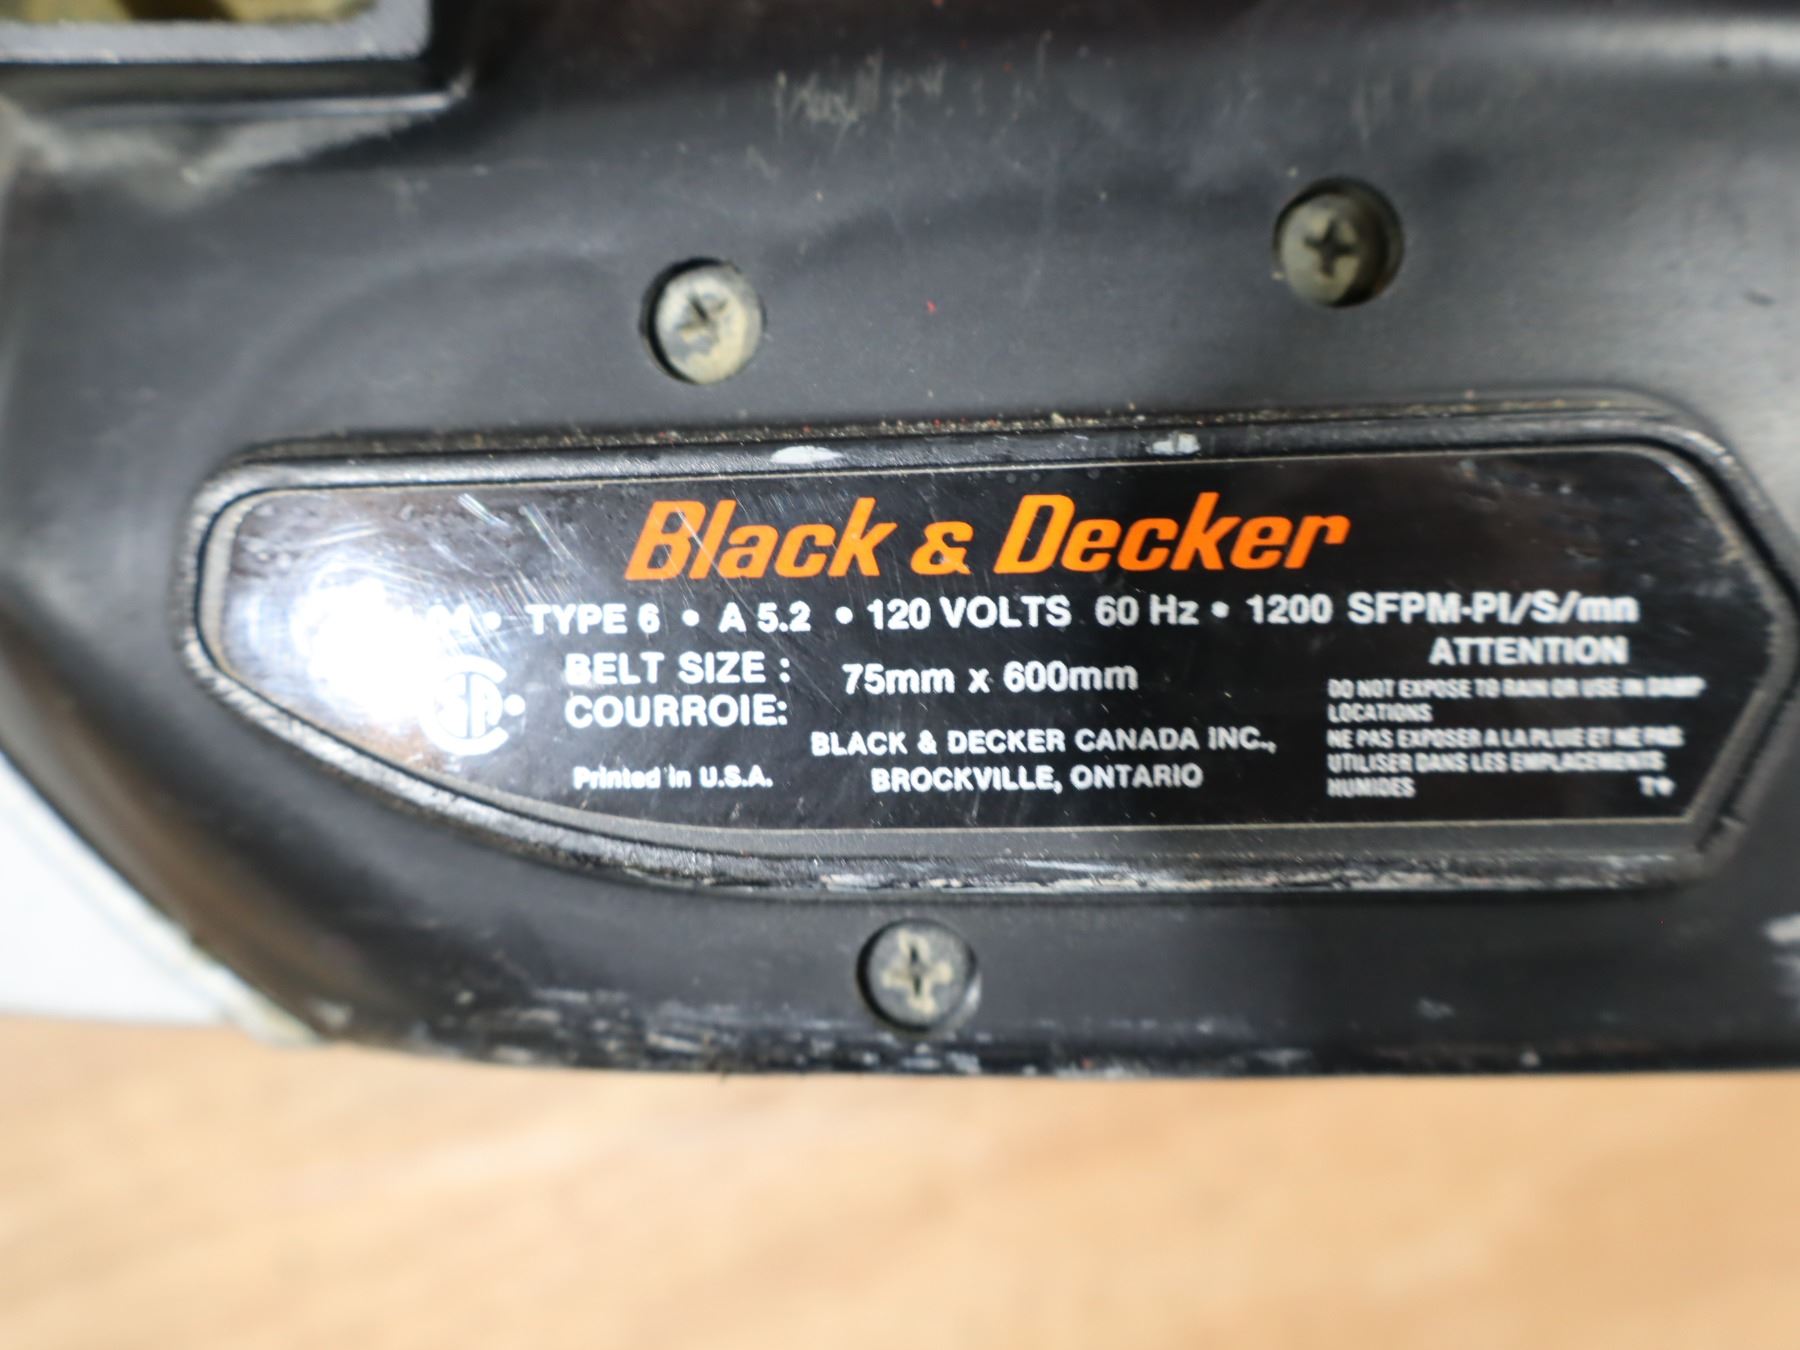 Black & Decker
TYPE 6 • A 5.2 • 120 VOLTS 60 Hz • 1200 SFPM-PI/S/mn
BELT SIZE : 75mm x 600mm
COURROIE:
BLACK & DECKER CANADA INC.,
BROCKVILLE, ONTARIO
Printed in U.S.A.
ATTENTION
DO NOT EXPOSE TO RAIN OR USE IN DAMP
LOCATIONS
NE PAS EXPOSER A LA PLUIE ET NE PAS
UTILISER DANS LES EMPLACEMENTS
HUMIDES